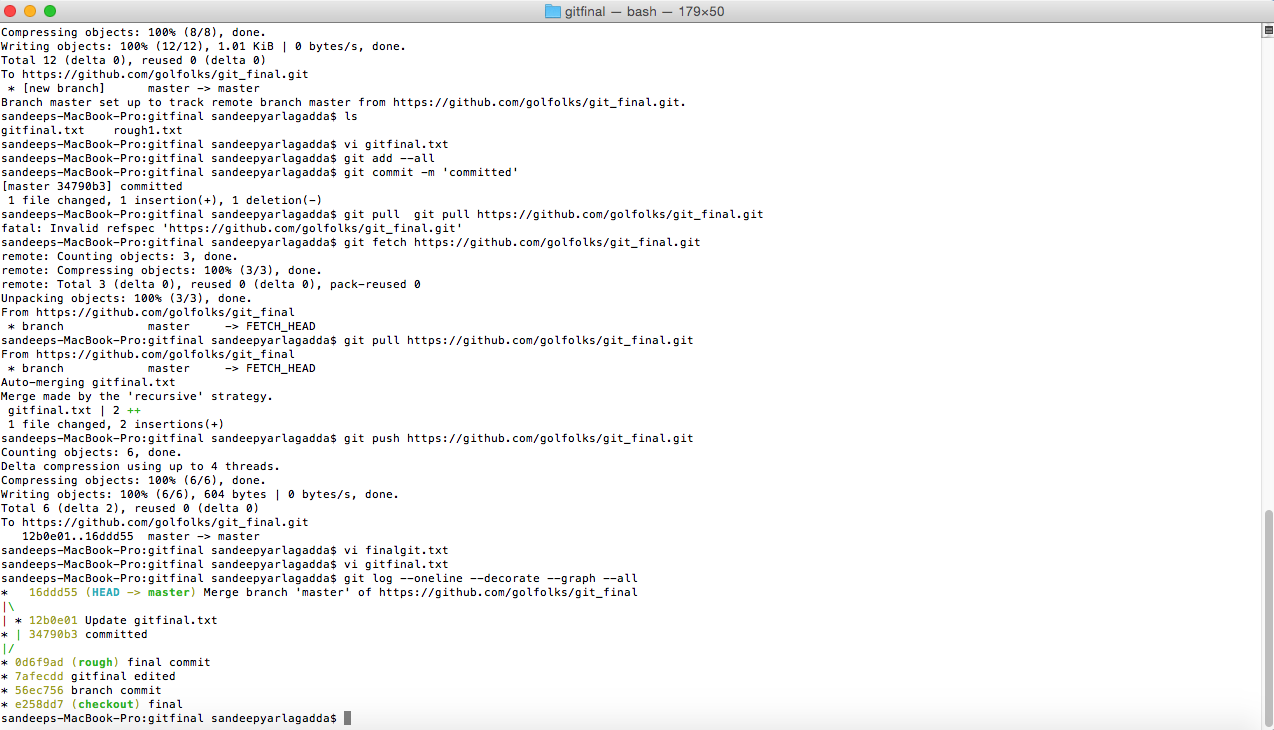 gitfinal — bash — 179×50
Compressing objects: 100% (8/8), done.
Writing objects: 100% (12/12), 1.01 KiB | 0 bytes/s, done.
Total 12 (delta 0), reused 0 (delta 0)
To https://github.com/golfolks/git_final.git
 * [new branch]      master -> master
Branch master set up to track remote branch master from https://github.com/golfolks/git_final.git.
sandeeps-MacBook-Pro:gitfinal sandeepyarlagadda$ ls
gitfinal.txt    rough1.txt
sandeeps-MacBook-Pro:gitfinal sandeepyarlagadda$ vi gitfinal.txt
sandeeps-MacBook-Pro:gitfinal sandeepyarlagadda$ git add --all
sandeeps-MacBook-Pro:gitfinal sandeepyarlagadda$ git commit -m 'committed'
[master 34790b3] committed
 1 file changed, 1 insertion(+), 1 deletion(-)
sandeeps-MacBook-Pro:gitfinal sandeepyarlagadda$ git pull  git pull https://github.com/golfolks/git_final.git
fatal: Invalid refspec 'https://github.com/golfolks/git_final.git'
sandeeps-MacBook-Pro:gitfinal sandeepyarlagadda$ git fetch https://github.com/golfolks/git_final.git
remote: Counting objects: 3, done.
remote: Compressing objects: 100% (3/3), done.
remote: Total 3 (delta 0), reused 0 (delta 0), pack-reused 0
Unpacking objects: 100% (3/3), done.
From https://github.com/golfolks/git_final
 * branch            master     -> FETCH_HEAD
sandeeps-MacBook-Pro:gitfinal sandeepyarlagadda$ git pull https://github.com/golfolks/git_final.git
From https://github.com/golfolks/git_final
 * branch            master     -> FETCH_HEAD
Auto-merging gitfinal.txt
Merge made by the 'recursive' strategy.
 gitfinal.txt | 2 ++
 1 file changed, 2 insertions(+)
sandeeps-MacBook-Pro:gitfinal sandeepyarlagadda$ git push https://github.com/golfolks/git_final.git
Counting objects: 6, done.
Delta compression using up to 4 threads.
Compressing objects: 100% (6/6), done.
Writing objects: 100% (6/6), 604 bytes | 0 bytes/s, done.
Total 6 (delta 2), reused 0 (delta 0)
To https://github.com/golfolks/git_final.git
   12b0e01..16ddd55  master -> master
sandeeps-MacBook-Pro:gitfinal sandeepyarlagadda$ vi finalgit.txt
sandeeps-MacBook-Pro:gitfinal sandeepyarlagadda$ vi gitfinal.txt
sandeeps-MacBook-Pro:gitfinal sandeepyarlagadda$ git log --oneline --decorate --graph --all
*   16ddd55 (HEAD -> master) Merge branch 'master' of https://github.com/golfolks/git_final
|\
| * 12b0e01 Update gitfinal.txt
* | 34790b3 committed
|/
* 0d6f9ad (rough) final commit
* 7afecdd gitfinal edited
* 56ec756 branch commit
* e258dd7 (checkout) final
sandeeps-MacBook-Pro:gitfinal sandeepyarlagadda$